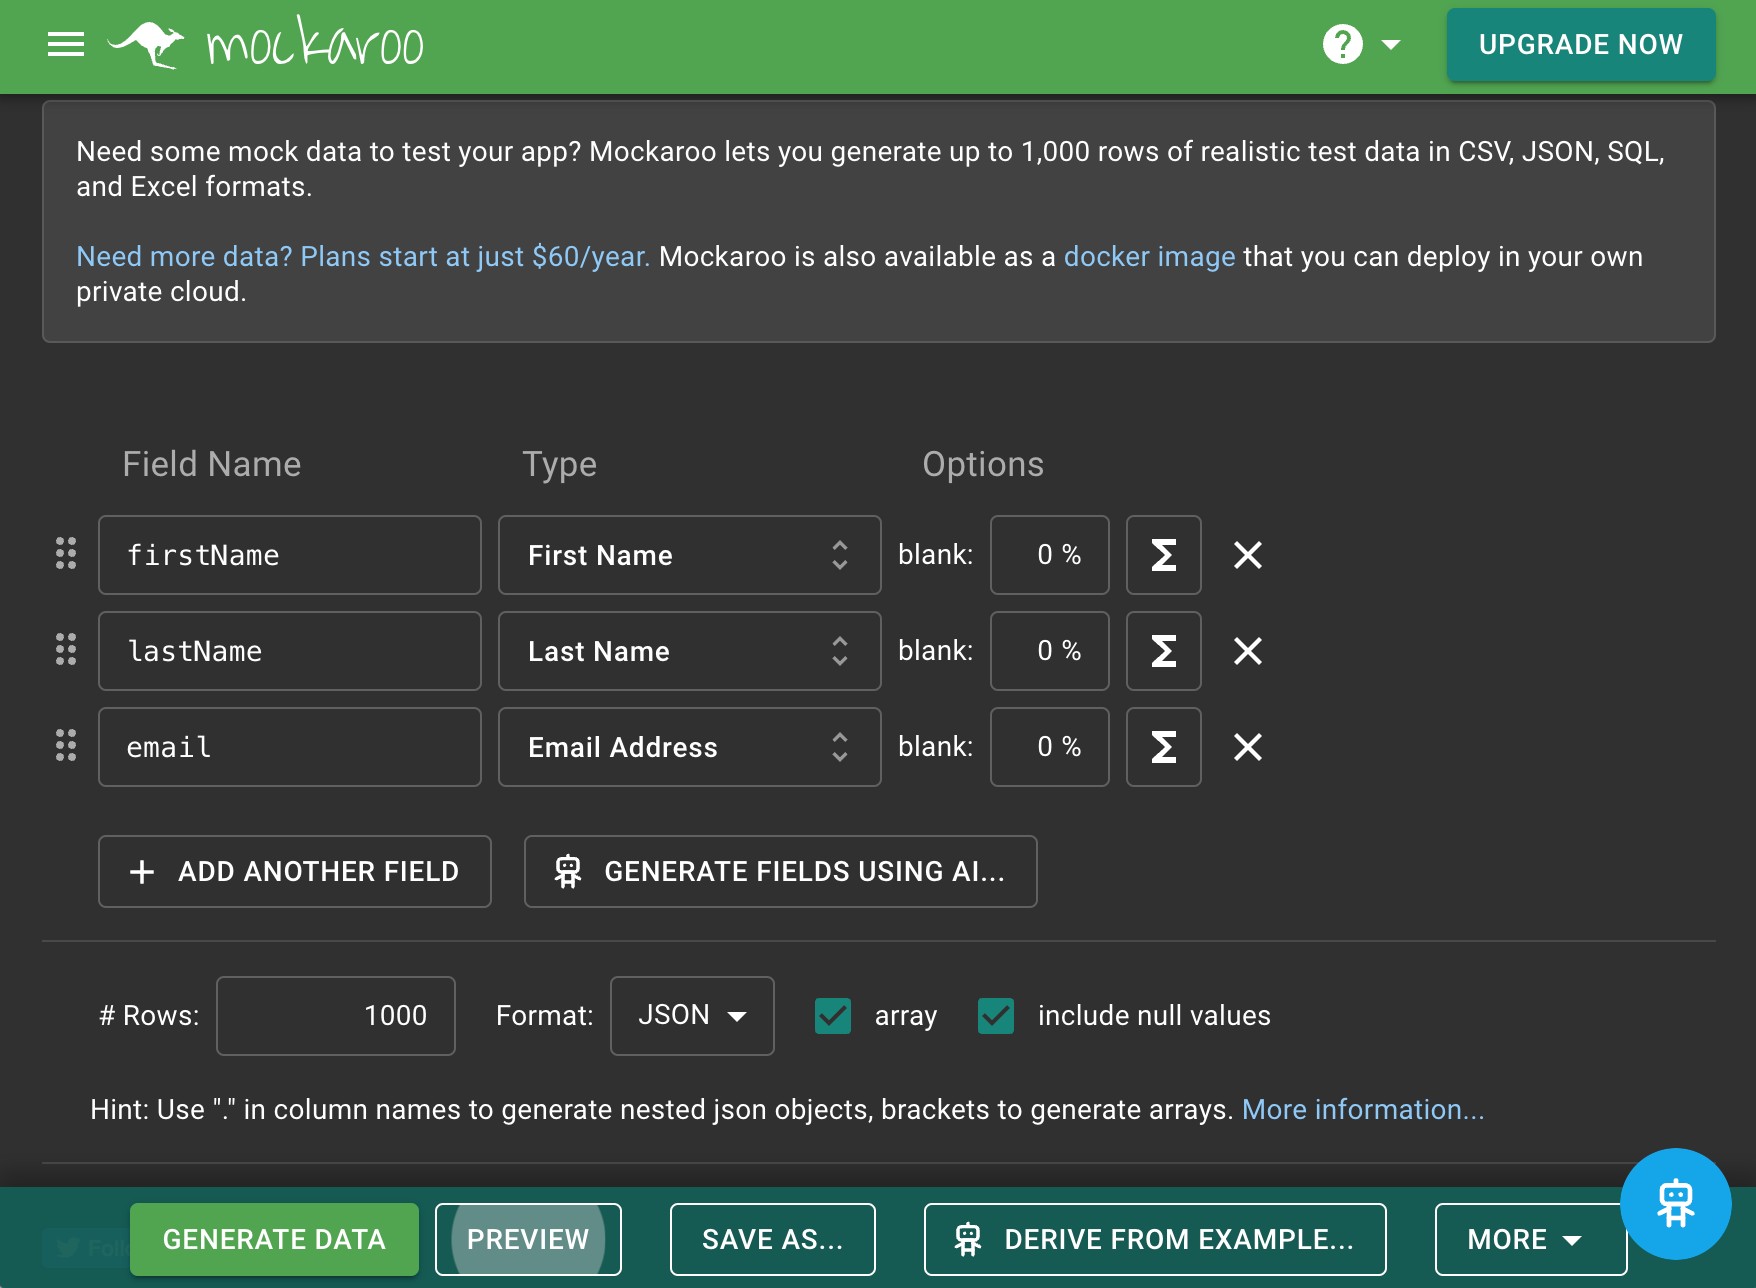 mockaroo
UPGRADE NOW
Need some mock data to test your app? Mockaroo lets you generate up to 1,000 rows of realistic test data in CSV, JSON, SQL,
and Excel formats.
Need more data? Plans start at just $60/year. Mockaroo is also available as a docker image that you can deploy in your own
private cloud.
Field Name Type Options
firstName First Name blank: 0 %
lastName Last Name blank: 0 %
email Email Address blank: 0 %
+ ADD ANOTHER FIELD GENERATE FIELDS USING AI...
# Rows: 1000 Format: JSON array include null values
Hint: Use "." in column names to generate nested json objects, brackets to generate arrays. More information...
GENERATE DATA PREVIEW SAVE AS... DERIVE FROM EXAMPLE... MORE